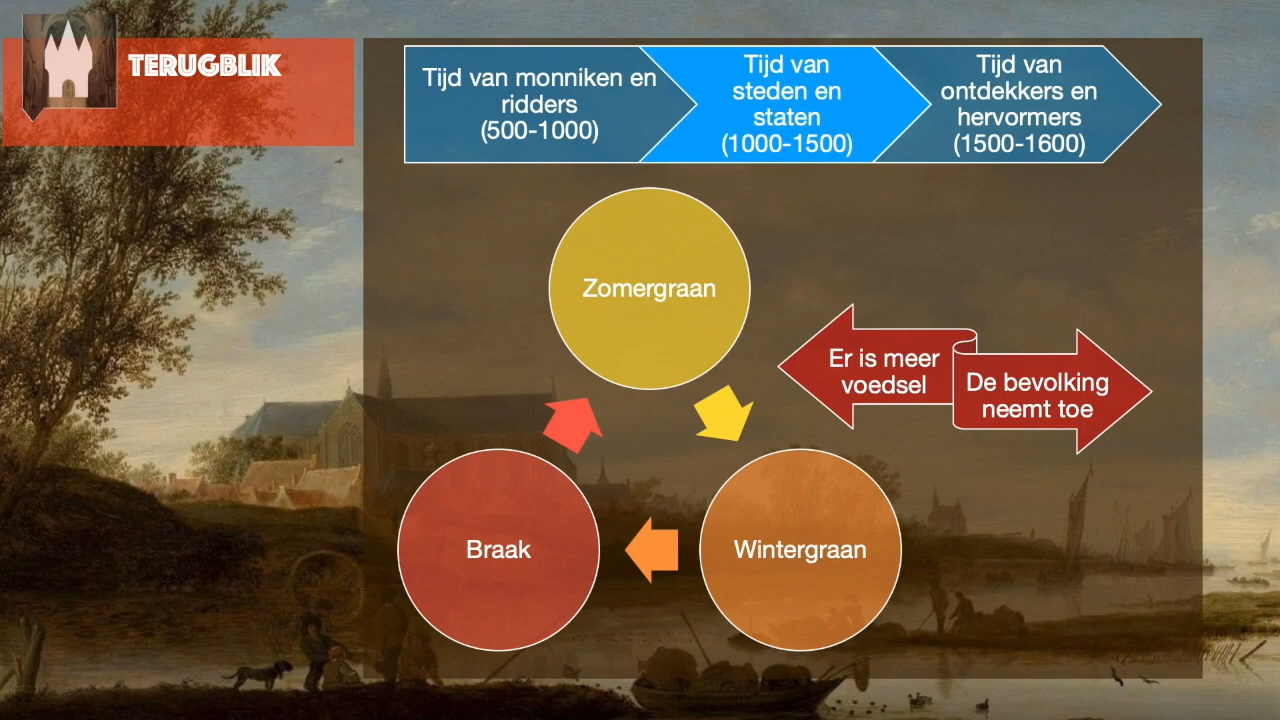 TERUGBLIK
Tijd van monniken en
ridders
(500-1000)
Tijd van
steden en
staten
(1000-1500)
Tijd van
ontdekkers en
hervormers
(1500-1600)
Zomergraan
Er is meer
voedsel
De bevolking
neemt toe
Braak
Wintergraan